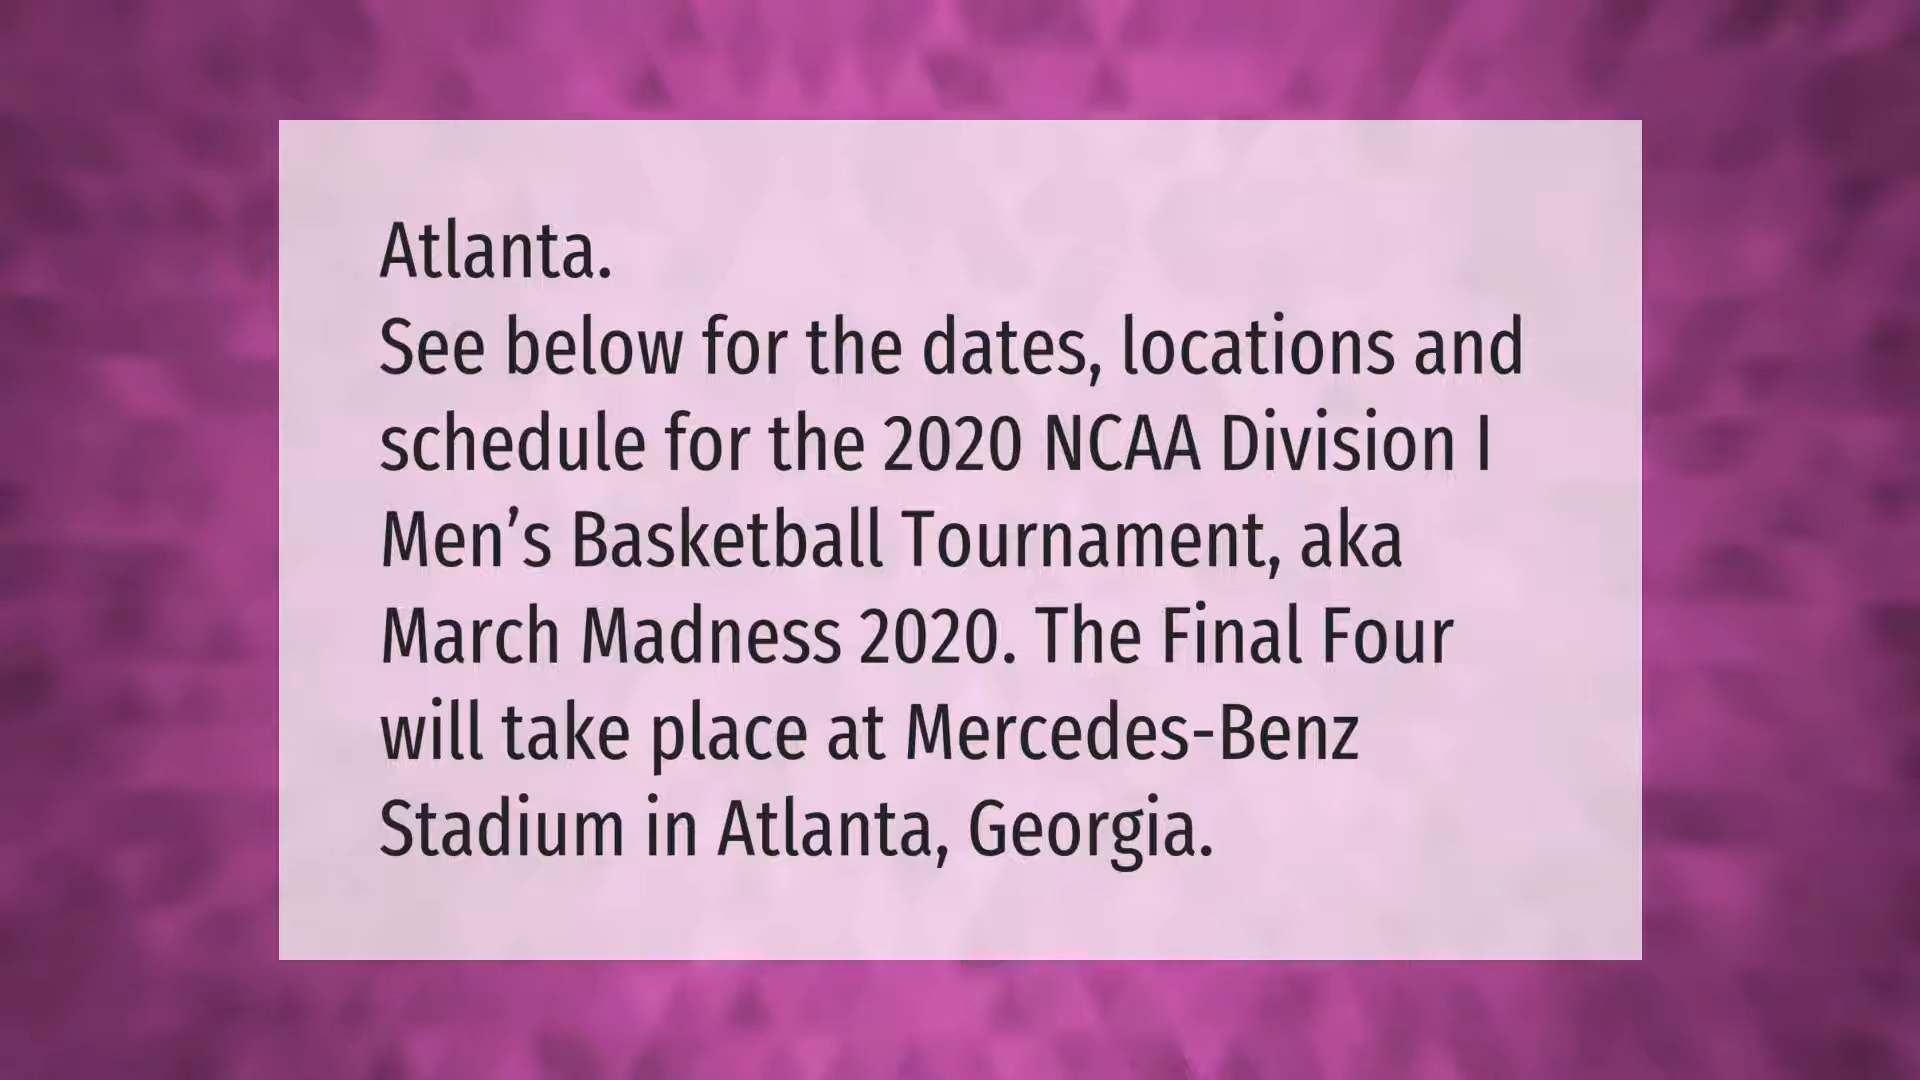 Atlanta.
See below for the dates, locations and
schedule for the 2020 NCAA Division I
Men’s Basketball Tournament, aka
March Madness 2020. The Final Four
will take place at Mercedes-Benz
Stadium in Atlanta, Georgia.